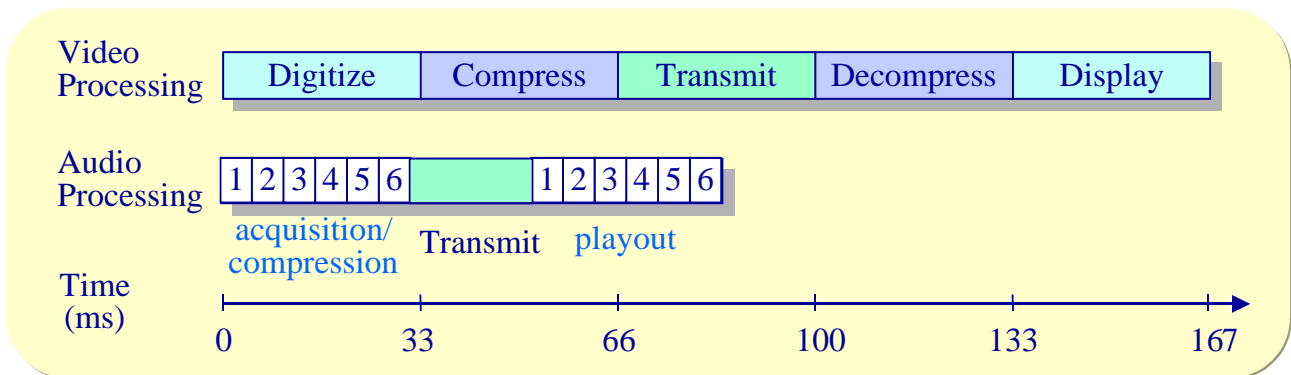 Video
Processing
Digitize Compress Transmit Decompress Display
Audio
Processing
1 2 3 4 5 6 1 2 3 4 5 6
acquisition/
compression
Transmit
playout
Time
(ms)
0 33 66 100 133 167